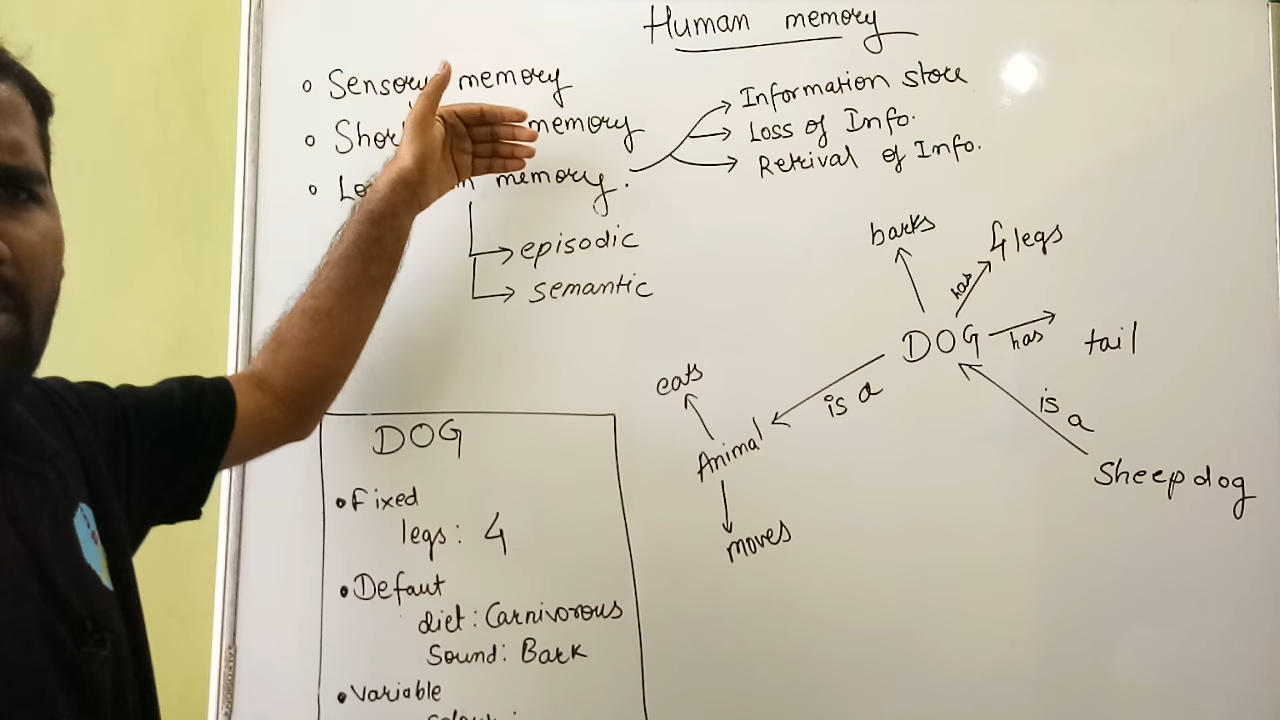 Human memory
Sensory memory
memory
memory.
episodic
semantic
Information store
Loss of Info.
Retrival of Info.
barks
has 4 legs
DOG
has tail
is a
eats
Animal
moves
is a
Sheepdog
DOG
Fixed
legs: 4
Defaut
diet: Carnivorous
Sound: Bark
Variable